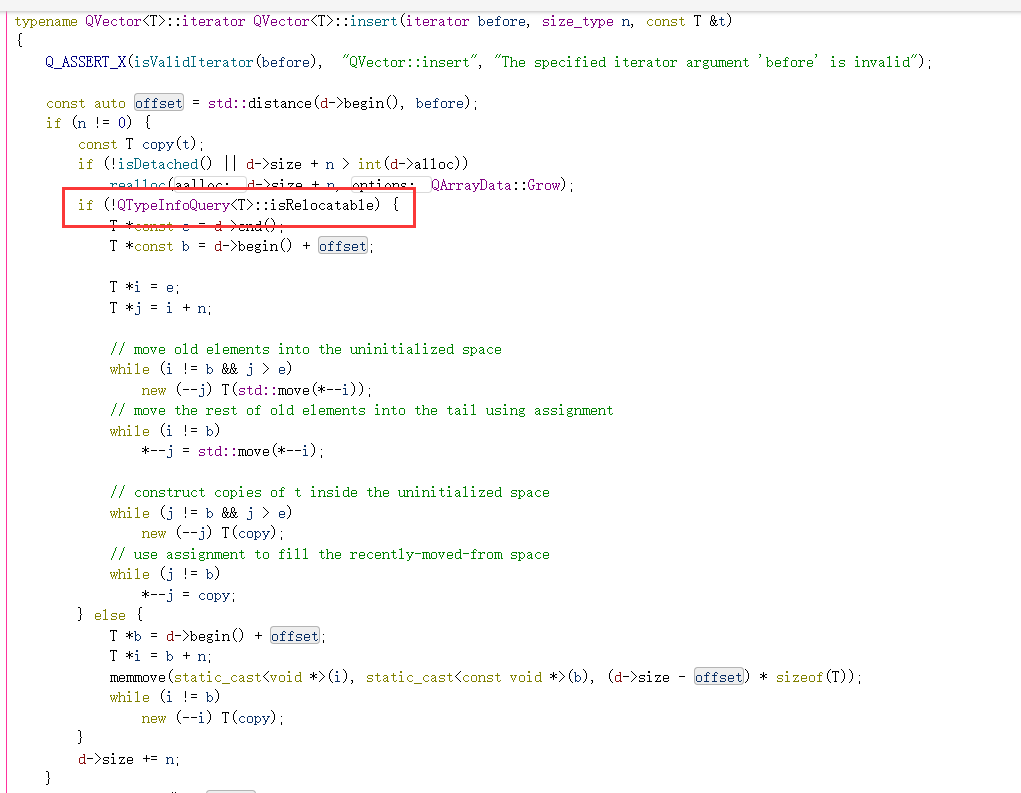 typename QVector<T>::iterator QVector<T>::insert(iterator before, size_type n, const T &t)
{
    Q_ASSERT_X(isValidIterator(before),  "QVector::insert", "The specified iterator argument 'before' is invalid");
    const auto offset = std::distance(d->begin(), before);
    if (n != 0) {
        const T copy(t);
        if (!isDetached() || d->size + n > int(d->alloc))
            realloc(aalloc: d->size + n, options: QArrayData::Grow);
        if (!QTypeInfoQuery<T>::isRelocatable) {
            T *const e = d->end();
            T *const b = d->begin() + offset;
            T *i = e;
            T *j = i + n;
            // move old elements into the uninitialized space
            while (i != b && j > e)
                new (--j) T(std::move(*--i));
            // move the rest of old elements into the tail using assignment
            while (i != b)
                *--j = std::move(*--i);
            // construct copies of t inside the uninitialized space
            while (j != b && j > e)
                new (--j) T(copy);
            // use assignment to fill the recently-moved-from space
            while (j != b)
                *--j = copy;
        } else {
            T *b = d->begin() + offset;
            T *i = b + n;
            memmove(static_cast<void *>(i), static_cast<const void *>(b), (d->size - offset) * sizeof(T));
            while (i != b)
                new (--i) T(copy);
        }
        d->size += n;
    }